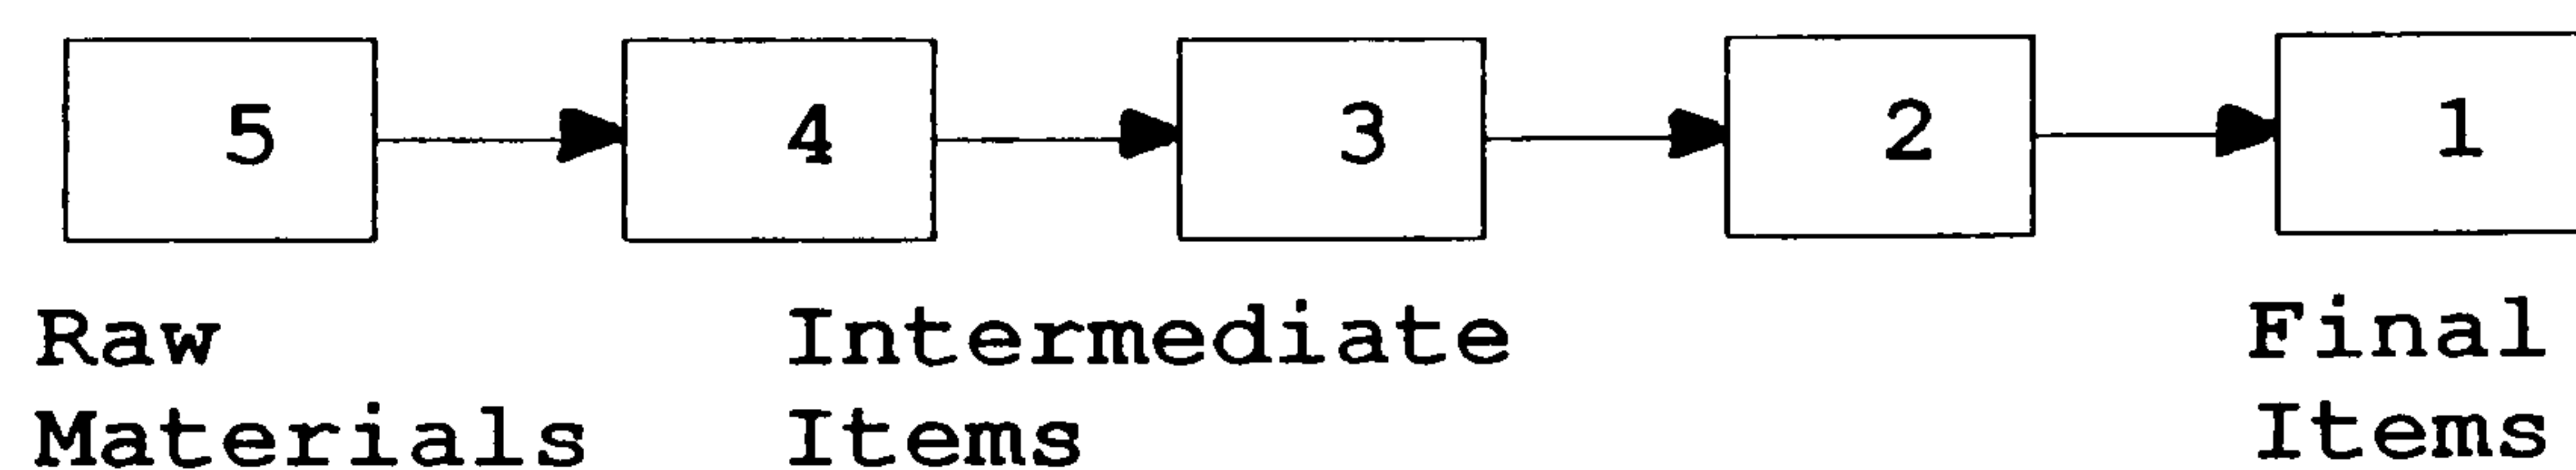 5 4 3 2 1
Raw Intermediate Final
Materials Items Items